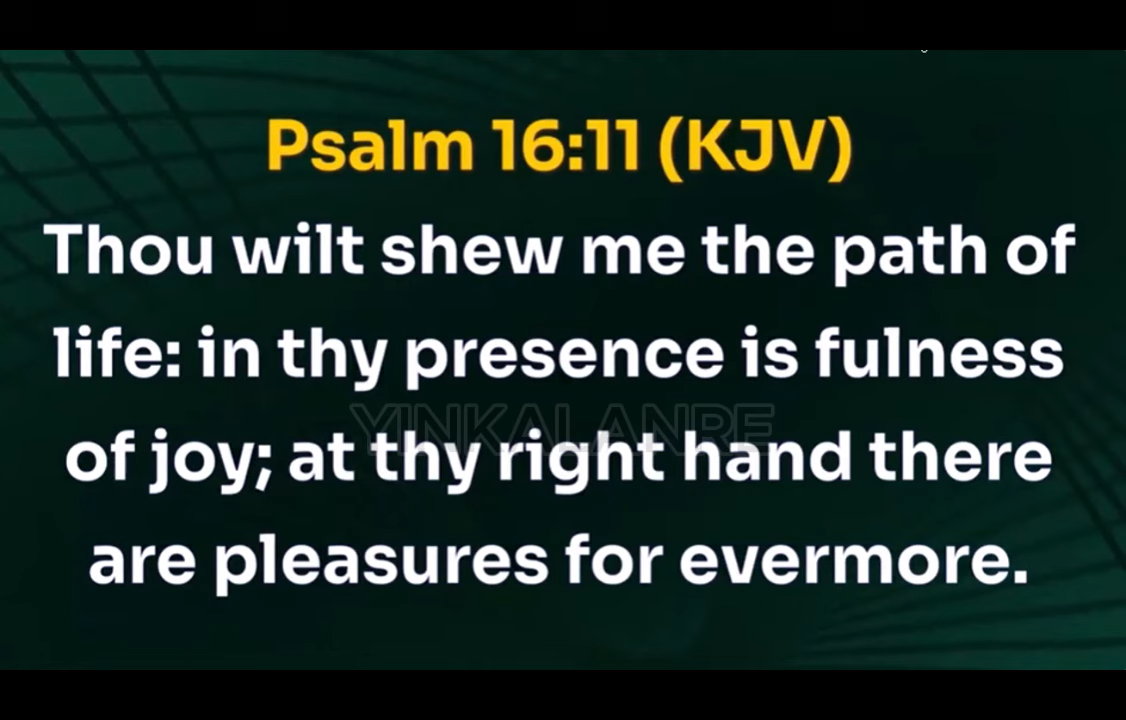 Psalm 16:11 (KJV)
Thou wilt shew me the path of
life: in thy presence is fulness
YINKALANRE
of joy; at thy right hand there
are pleasures for evermore.